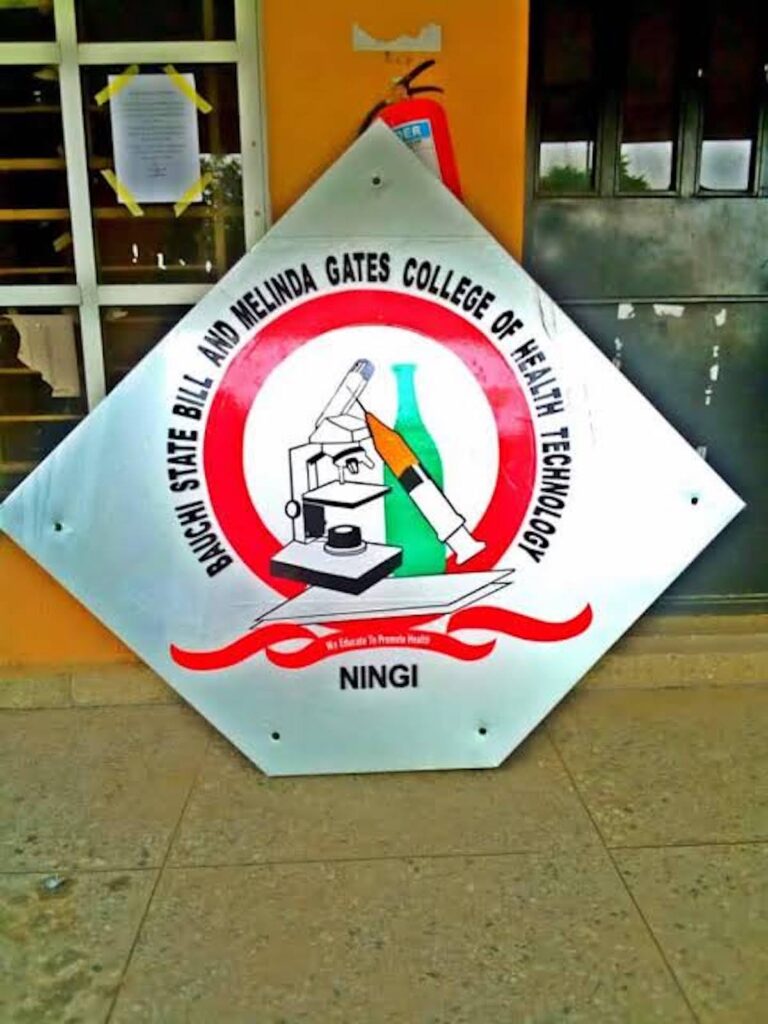 BAUCHI STATE BILL AND MELINDA GATES COLLEGE OF HEALTH TECHNOLOGY
We Educate To Promote Health
NINGI